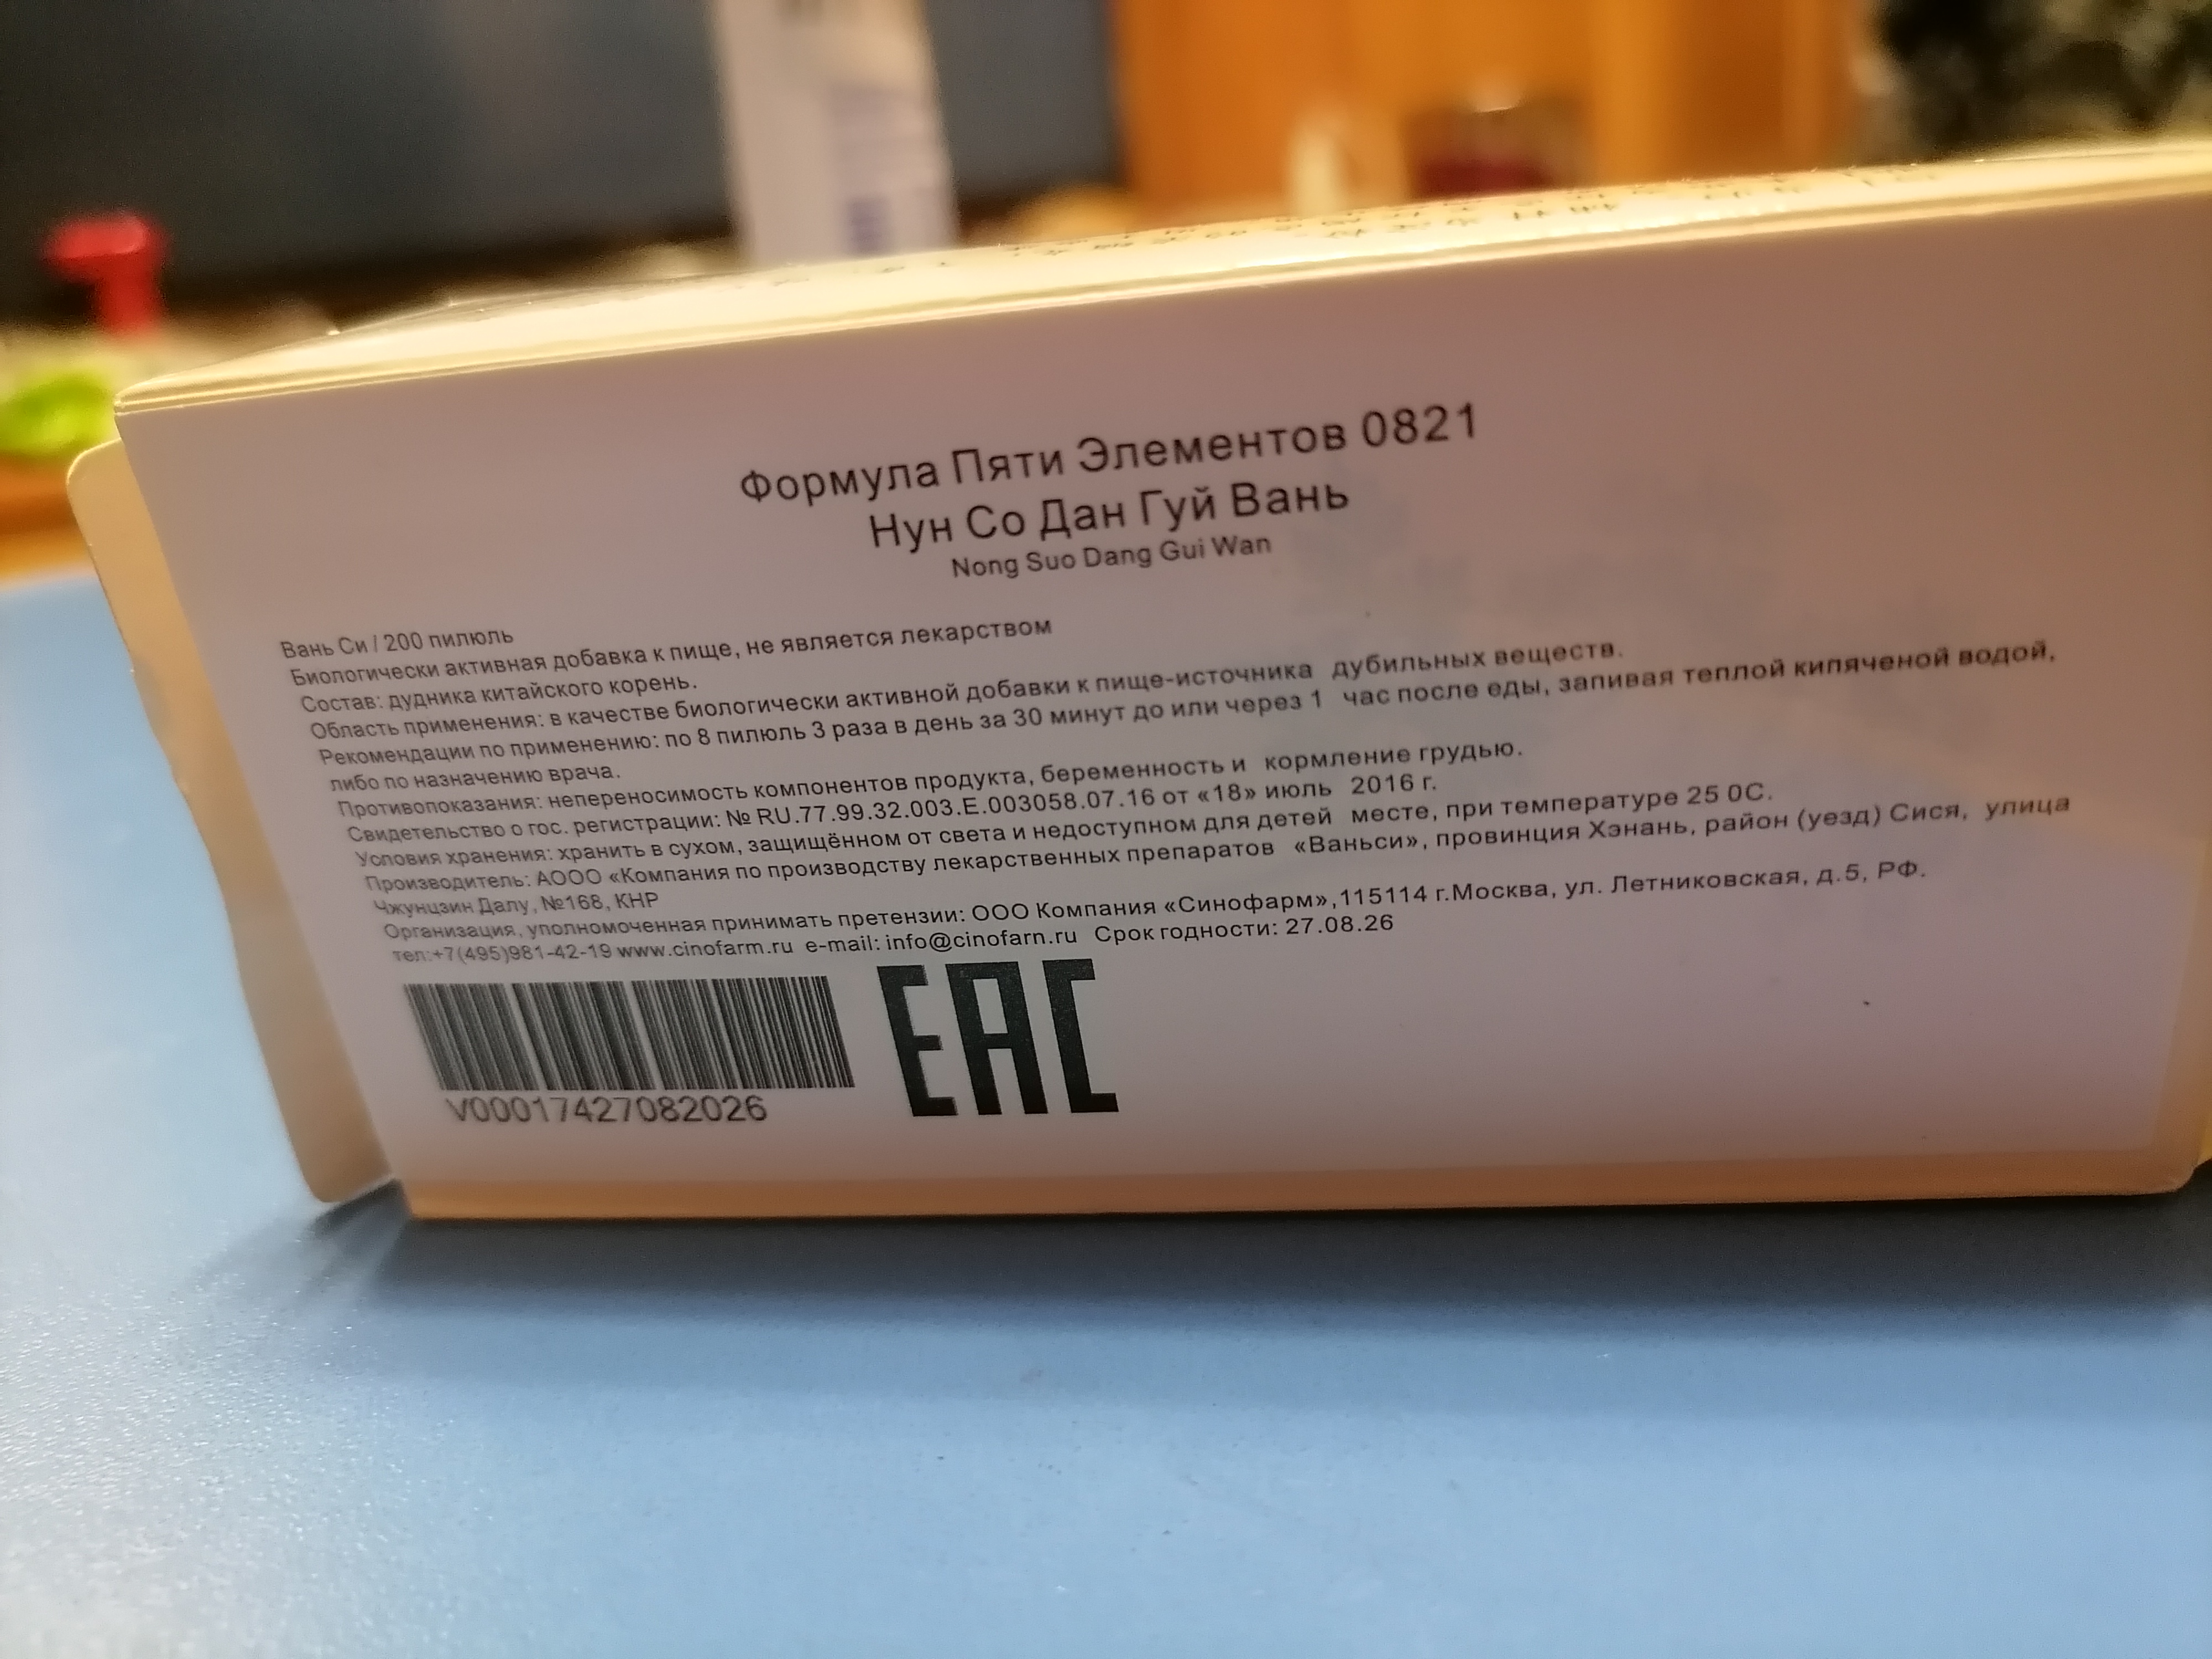 Формула Пяти Элементов 0821
Нун Со Дан Гуй Вань
Nong Suo Dang Gui Wan
Вань Си / 200 пилюль
Биологически активная добавка к пище, не является лекарством
Состав: дудника китайского корень.
Область применения: в качестве биологически активной добавки к пище-источника дубильных веществ.
Рекомендации по применению: по 8 пилюль 3 раза в день за 30 минут до или через 1 час после еды, запивая теплой кипяченой водой,
либо по назначению врача.
Противопоказания: непереносимость компонентов продукта, беременность и кормление грудью.
Свидетельство о гос. регистрации: № RU.77.99.32.003.Е.003058.07.16 от «18» июль 2016 г.
Условия хранения: хранить в сухом, защищённом от света и недоступном для детей месте, при температуре 25 0С.
Производитель: АООО «Компания по производству лекарственных препаратов «Ваньси», провинция Хэнань, район (уезд) Сися, улица
Чжунцзин Далу, №168, КНР
Организация, уполномоченная принимать претензии: ООО Компания «Синофарм»,115114 г.Москва, ул. Летниковская, д.5, РФ.
тел:+7(495)981-42-19 www.cinofarm.ru e-mail: info@cinofarn.ru Срок годности: 27.08.26
V00017427082026
EAC